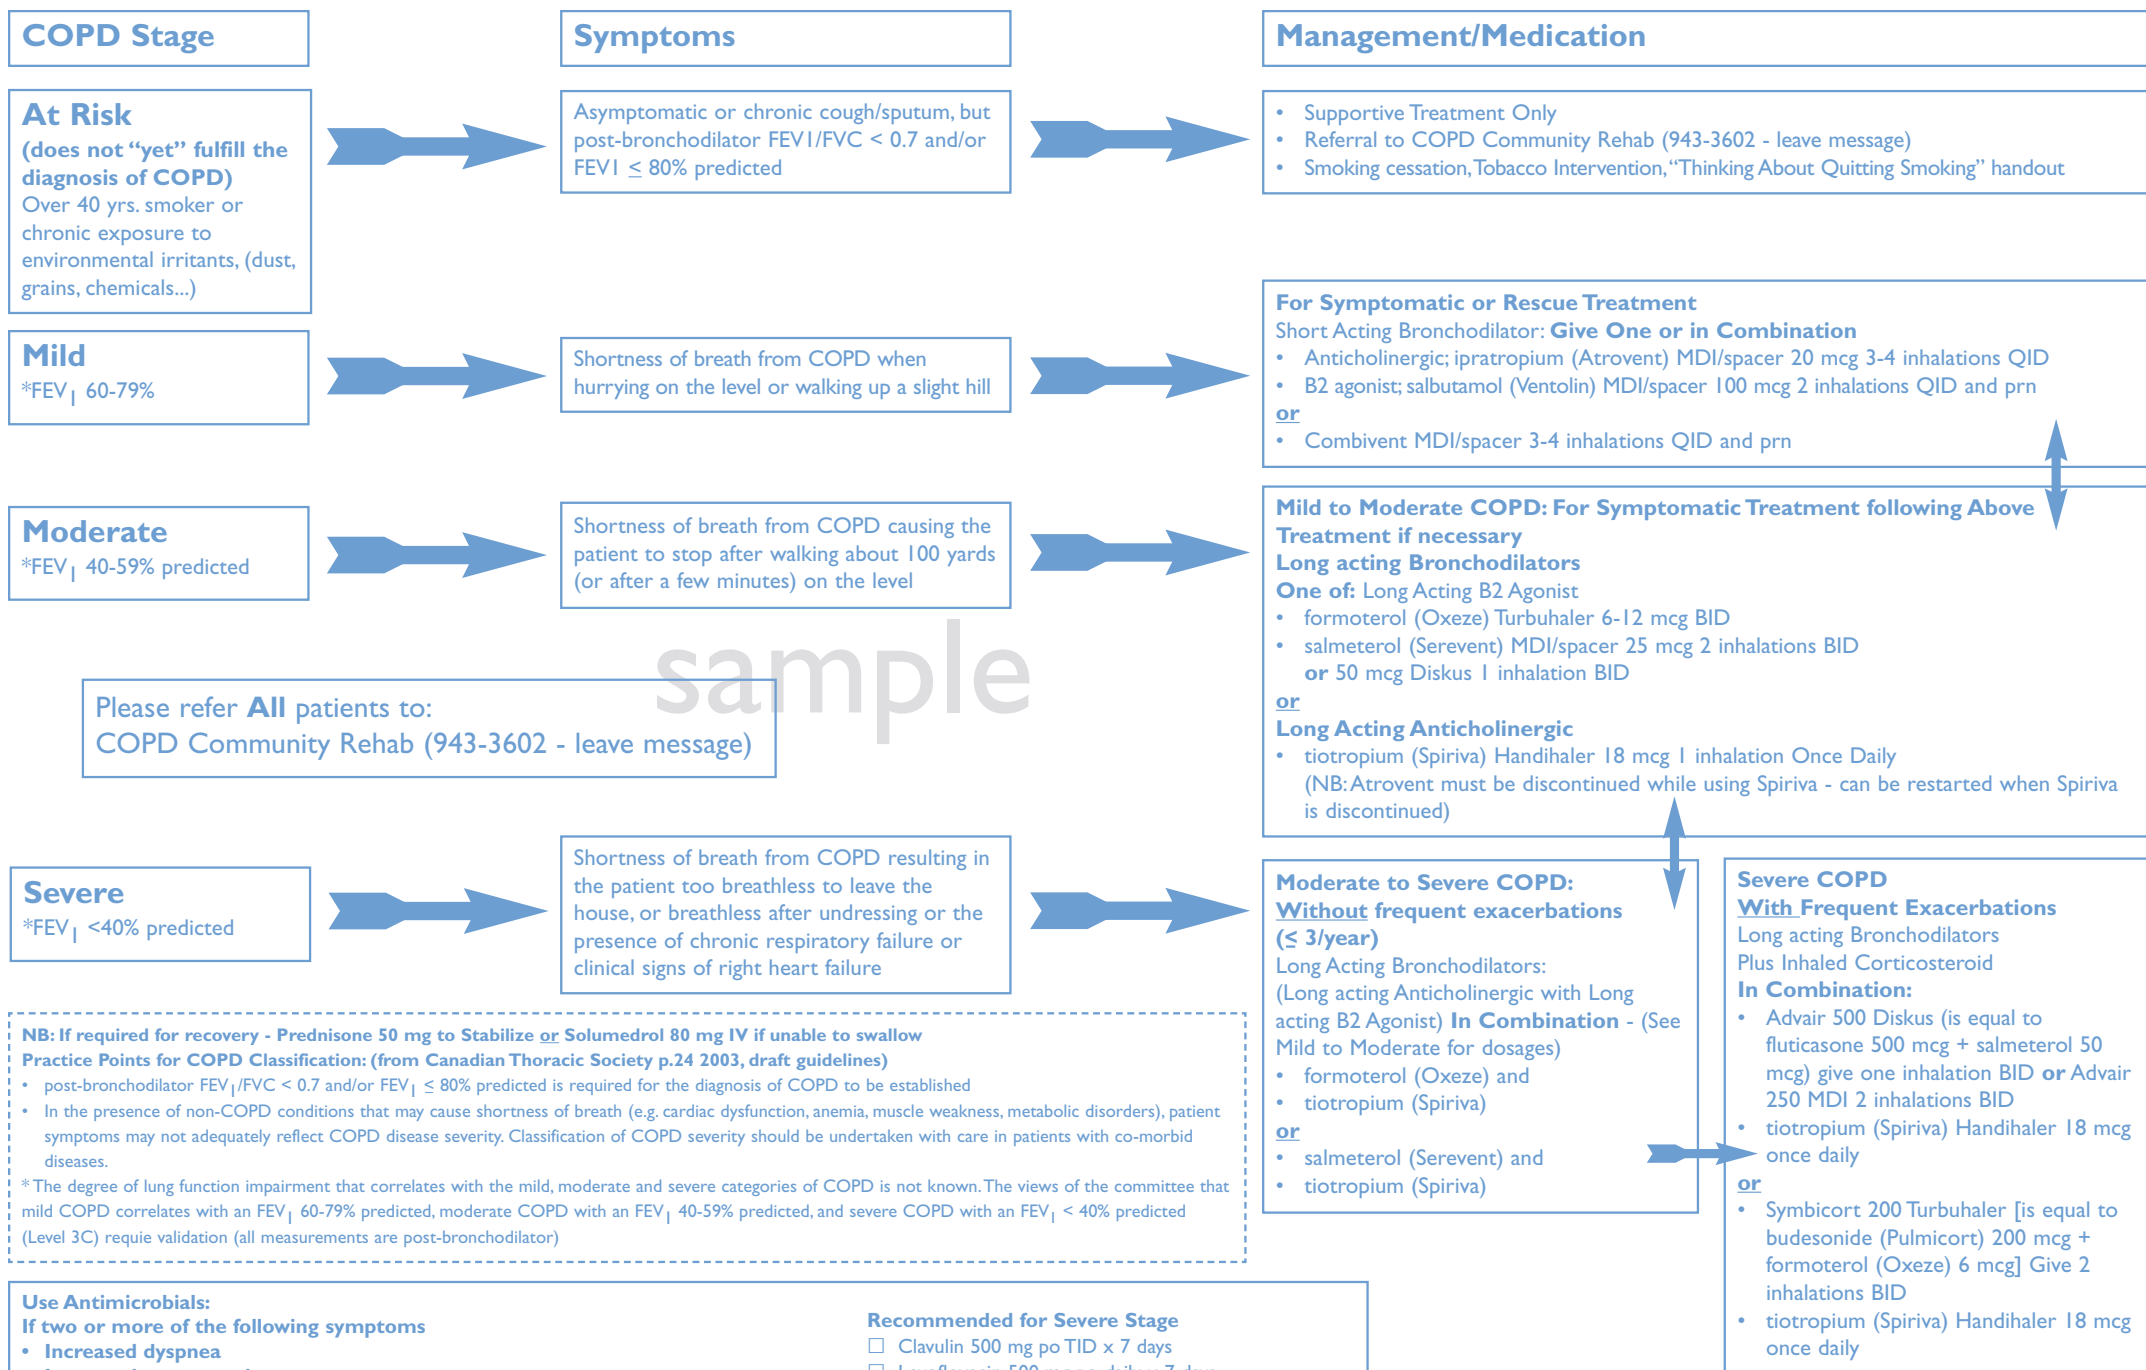 COPD Stage
Symptoms
Management/Medication
At Risk
(does not “yet” fulfill the
diagnosis of COPD)
Over 40 yrs. smoker or
chronic exposure to
environmental irritants, (dust,
grains, chemicals...)
Asymptomatic or chronic cough/sputum, but
post-bronchodilator FEV1/FVC < 0.7 and/or
FEV1 ≤ 80% predicted
• Supportive Treatment Only
• Referral to COPD Community Rehab (943-3602 - leave message)
• Smoking cessation, Tobacco Intervention, “Thinking About Quitting Smoking” handout
Mild
*FEV1 60-79%
Shortness of breath from COPD when
hurrying on the level or walking up a slight hill
For Symptomatic or Rescue Treatment
Short Acting Bronchodilator: Give One or in Combination
• Anticholinergic; ipratropium (Atrovent) MDI/spacer 20 mcg 3-4 inhalations QID
• B2 agonist; salbutamol (Ventolin) MDI/spacer 100 mcg 2 inhalations QID and prn
or
• Combivent MDI/spacer 3-4 inhalations QID and prn
Moderate
*FEV1 40-59% predicted
Shortness of breath from COPD causing the
patient to stop after walking about 100 yards
(or after a few minutes) on the level
Mild to Moderate COPD: For Symptomatic Treatment following Above
Treatment if necessary
Long acting Bronchodilators
One of: Long Acting B2 Agonist
• formoterol (Oxeze) Turbuhaler 6-12 mcg BID
• salmeterol (Serevent) MDI/spacer 25 mcg 2 inhalations BID
or 50 mcg Diskus 1 inhalation BID
or
Long Acting Anticholinergic
• tiotropium (Spiriva) Handihaler 18 mcg 1 inhalation Once Daily
(NB: Atrovent must be discontinued while using Spiriva - can be restarted when Spiriva
is discontinued)
sample
Please refer All patients to:
COPD Community Rehab (943-3602 - leave message)
Severe
*FEV1 <40% predicted
Shortness of breath from COPD resulting in
the patient too breathless to leave the
house, or breathless after undressing or the
presence of chronic respiratory failure or
clinical signs of right heart failure
Moderate to Severe COPD:
Without frequent exacerbations
(≤ 3/year)
Long Acting Bronchodilators:
(Long acting Anticholinergic with Long
acting B2 Agonist) In Combination - (See
Mild to Moderate for dosages)
• formoterol (Oxeze) and
• tiotropium (Spiriva)
or
• salmeterol (Serevent) and
• tiotropium (Spiriva)
Severe COPD
With Frequent Exacerbations
Long acting Bronchodilators
Plus Inhaled Corticosteroid
In Combination:
• Advair 500 Diskus (is equal to
fluticasone 500 mcg + salmeterol 50
mcg) give one inhalation BID or Advair
250 MDI 2 inhalations BID
• tiotropium (Spiriva) Handihaler 18 mcg
once daily
or
• Symbicort 200 Turbuhaler [is equal to
budesonide (Pulmicort) 200 mcg +
formoterol (Oxeze) 6 mcg] Give 2
inhalations BID
• tiotropium (Spiriva) Handihaler 18 mcg
once daily
NB: If required for recovery - Prednisone 50 mg to Stabilize or Solumedrol 80 mg IV if unable to swallow
Practice Points for COPD Classification: (from Canadian Thoracic Society p.24 2003, draft guidelines)
• post-bronchodilator FEV1/FVC < 0.7 and/or FEV1 ≤ 80% predicted is required for the diagnosis of COPD to be established
• In the presence of non-COPD conditions that may cause shortness of breath (e.g. cardiac dysfunction, anemia, muscle weakness, metabolic disorders), patient
symptoms may not adequately reflect COPD disease severity. Classification of COPD severity should be undertaken with care in patients with co-morbid
diseases.
* The degree of lung function impairment that correlates with the mild, moderate and severe categories of COPD is not known. The views of the committee that
mild COPD correlates with an FEV1 60-79% predicted, moderate COPD with an FEV1 40-59% predicted, and severe COPD with an FEV1 < 40% predicted
(Level 3C) requie validation (all measurements are post-bronchodilator)
Use Antimicrobials:
If two or more of the following symptoms
• Increased dyspnea
Recommended for Severe Stage
☐ Clavulin 500 mg po TID x 7 days